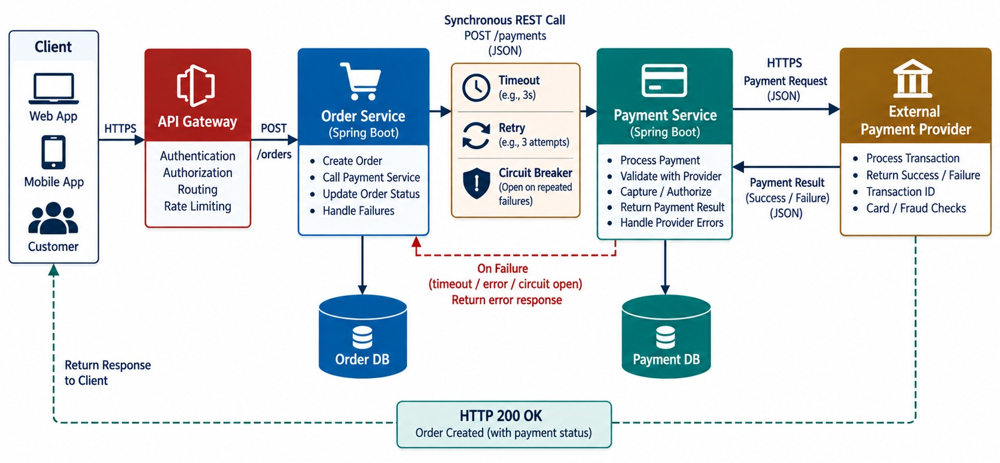 Client
Web App
Mobile App
Customer
HTTPS
API Gateway
Authentication
Authorization
Routing
Rate Limiting
POST
/orders
Order Service
(Spring Boot)
• Create Order
• Call Payment Service
• Update Order Status
• Handle Failures
Synchronous REST Call
POST /payments
(JSON)
Timeout
(e.g., 3s)
Retry
(e.g., 3 attempts)
Circuit Breaker
(Open on repeated
failures)
Payment Service
(Spring Boot)
• Process Payment
• Validate with Provider
• Capture / Authorize
• Return Payment Result
• Handle Provider Errors
HTTPS
Payment Request
(JSON)
Payment Result
(Success / Failure)
(JSON)
External
Payment Provider
• Process Transaction
• Return Success / Failure
• Transaction ID
• Card / Fraud Checks
On Failure
(timeout / error / circuit open)
Return error response
Order DB
Payment DB
Return Response
to Client
HTTP 200 OK
Order Created (with payment status)